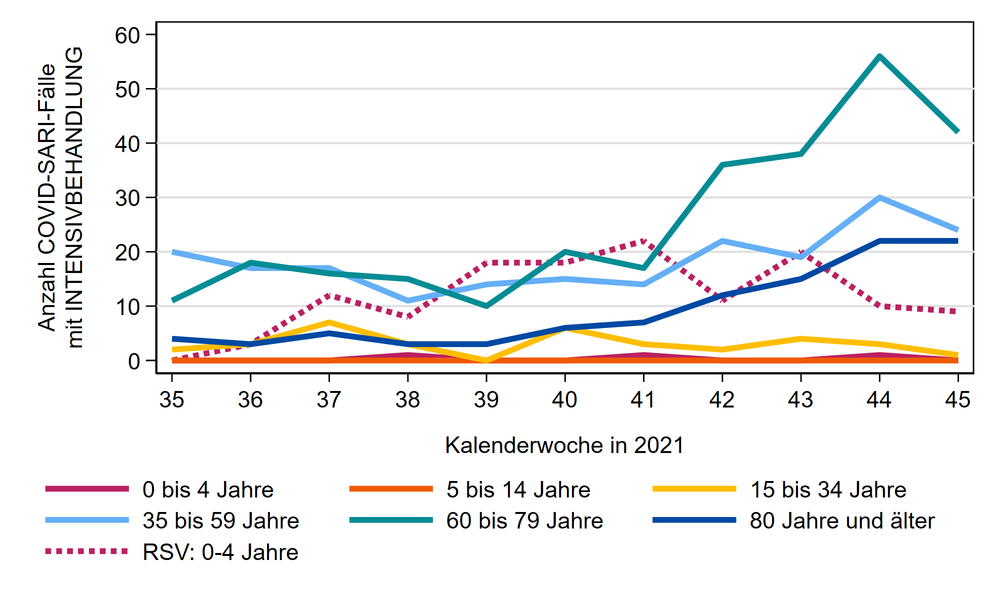 Anzahl COVID-SARI-Fälle
mit INTENSIVBEHANDLUNG
60
50
40
30
20
10
0
35 36 37 38 39 40 41 42 43 44 45
Kalenderwoche in 2021
0 bis 4 Jahre 5 bis 14 Jahre 15 bis 34 Jahre
35 bis 59 Jahre 60 bis 79 Jahre 80 Jahre und älter
RSV: 0-4 Jahre